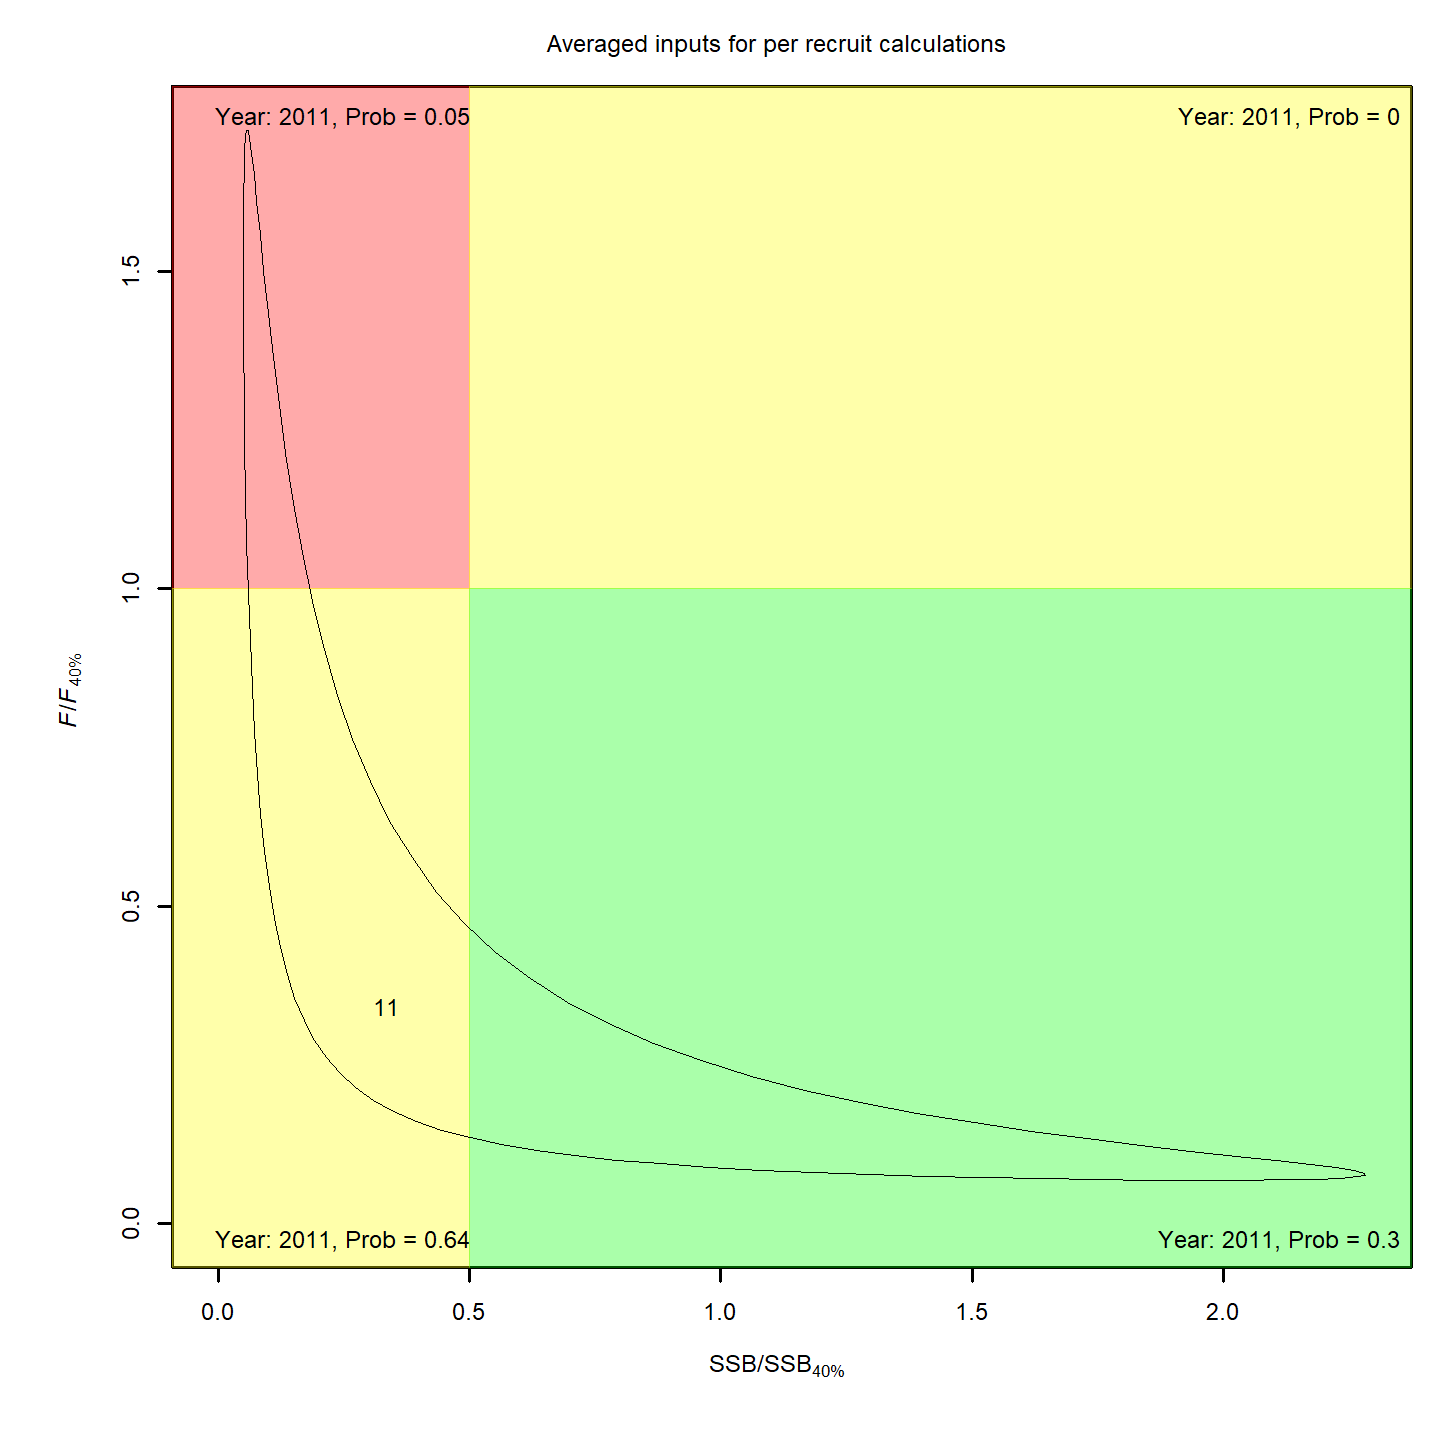 Averaged inputs for per recruit calculations
Year: 2011, Prob = 0.05
Year: 2011, Prob = 0
1.5
1.0
F/F40%
0.5
11
0.0
Year: 2011, Prob = 0.64
Year: 2011, Prob = 0.3
0.0
0.5
1.0
1.5
2.0
SSB/SSB40%